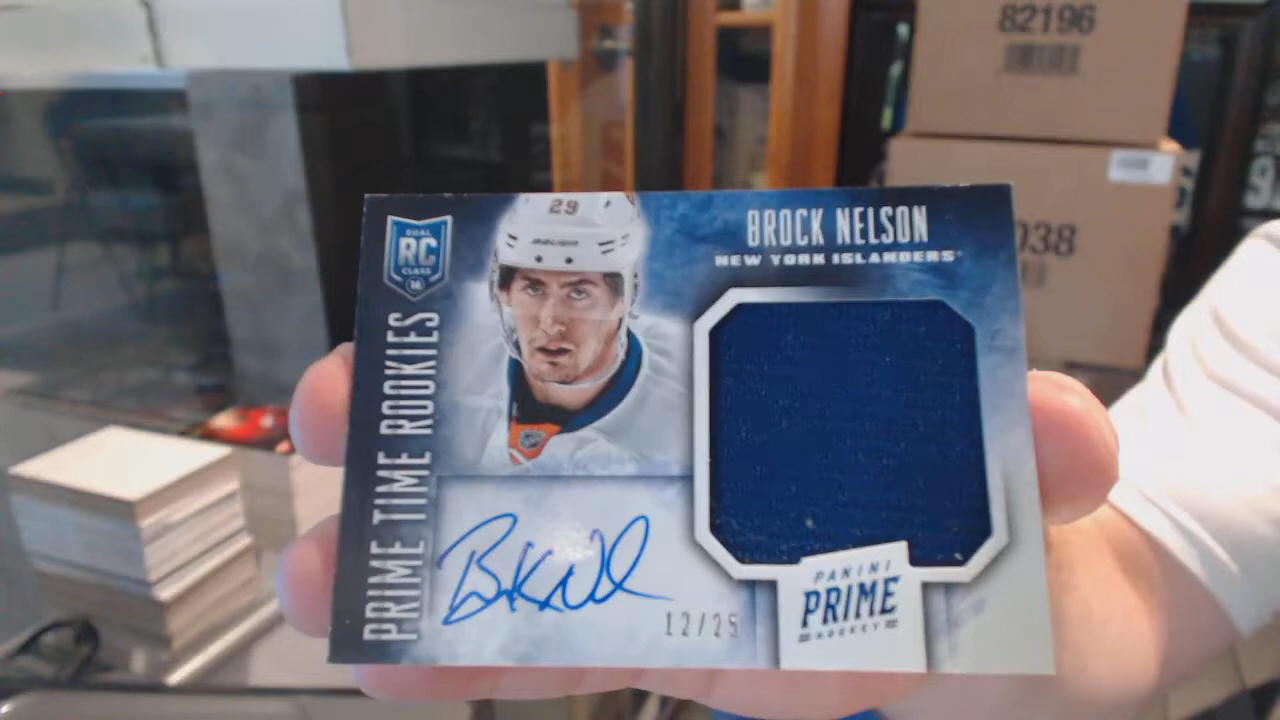 82196
038
DUAL
RC
CLASS
PRIME TIME ROOKIES
29
BAUER
BROCK NELSON
NEW YORK ISLANDERS
12/25
PANINI
PRIME
HOCKEY